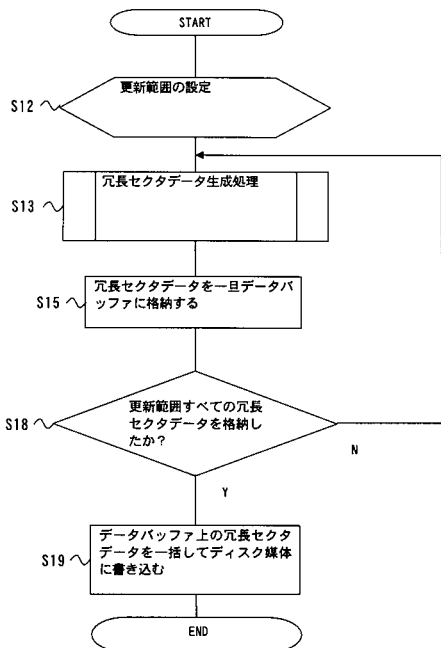 START
S12
更新範囲の設定
S13
冗長セクタデータ生成処理
S15
冗長セクタデータを一旦データバ
ッファに格納する
S18
更新範囲すべての冗長
セクタデータを格納し
たか？
N
Y
S19
データバッファ上の冗長セクタ
データを一括してディスク媒体
に書き込む
END